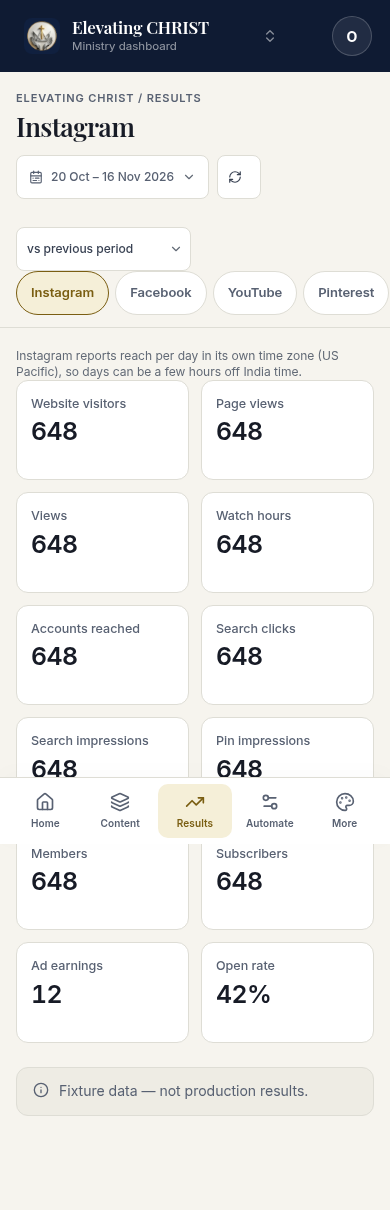 Elevating CHRIST
Ministry dashboard
O
ELEVATING CHRIST / RESULTS
Instagram
20 Oct – 16 Nov 2026
vs previous period
Instagram Facebook YouTube Pinterest
Instagram reports reach per day in its own time zone (US
Pacific), so days can be a few hours off India time.
Website visitors
648
Page views
648
Views
648
Watch hours
648
Accounts reached
648
Search clicks
648
Search impressions
648
Pin impressions
648
Home Content Results Automate More
Members
648
Subscribers
648
Ad earnings
12
Open rate
42%
Fixture data — not production results.